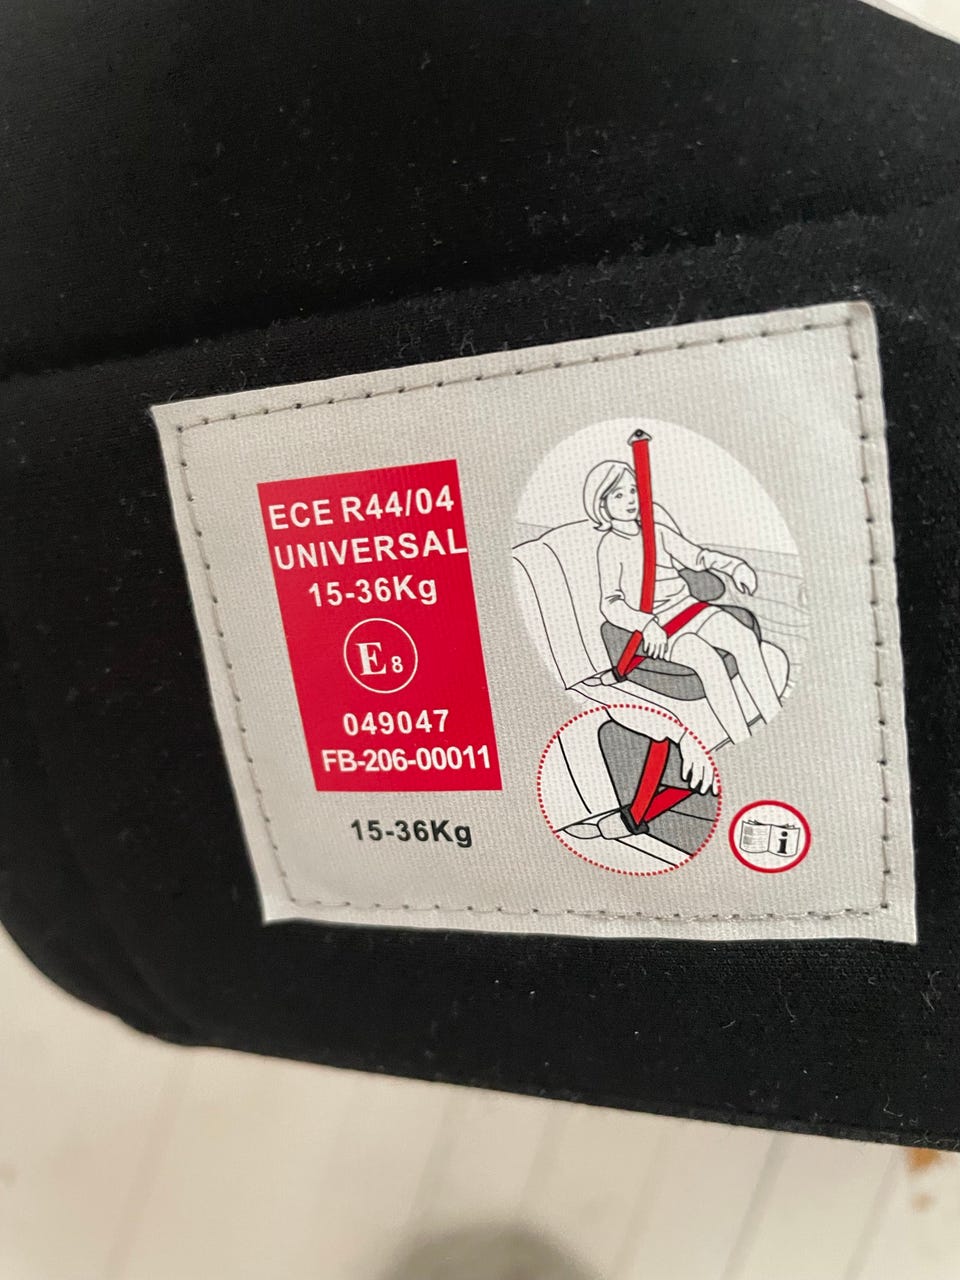 ECE R44/04
UNIVERSAL
15-36Kg
E8
049047
FB-206-00011
15-36Kg
i